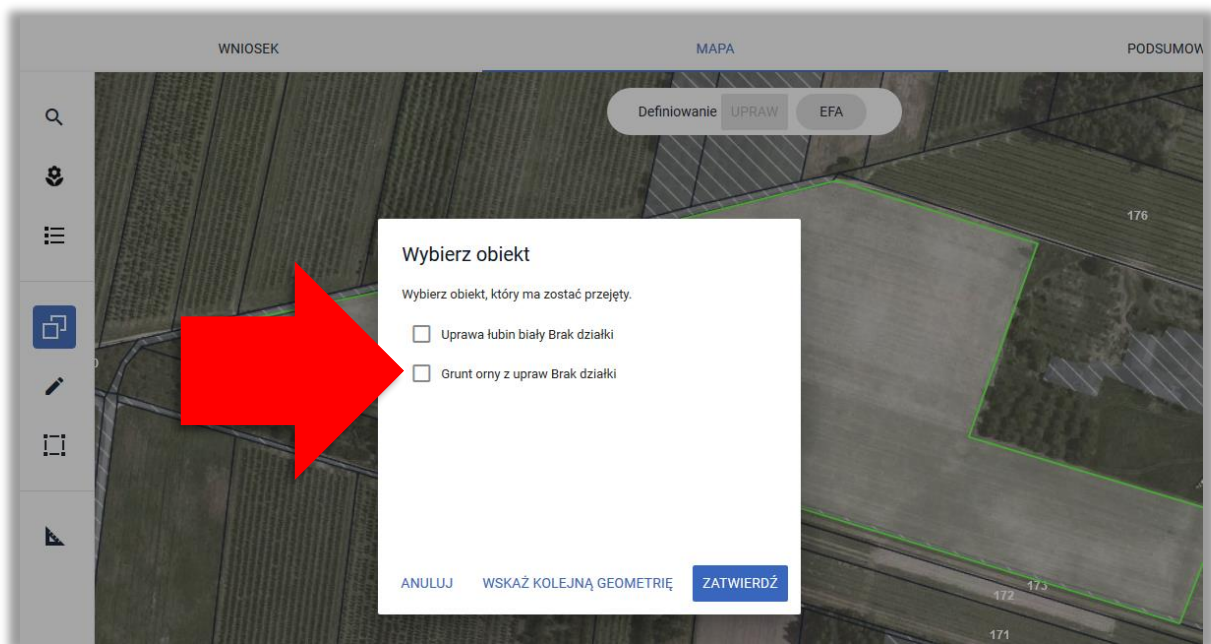 WNIOSEK
MAPA
PODSUMOW
Definiowanie UPRAW EFA
176
Wybierz obiekt
Wybierz obiekt, który ma zostać przejęty.
Uprawa łubin biały Brak działki
Grunt orny z upraw Brak działki
ANULUJ WSKAŻ KOLEJNĄ GEOMETRIĘ ZATWIERDŹ
173
172
171